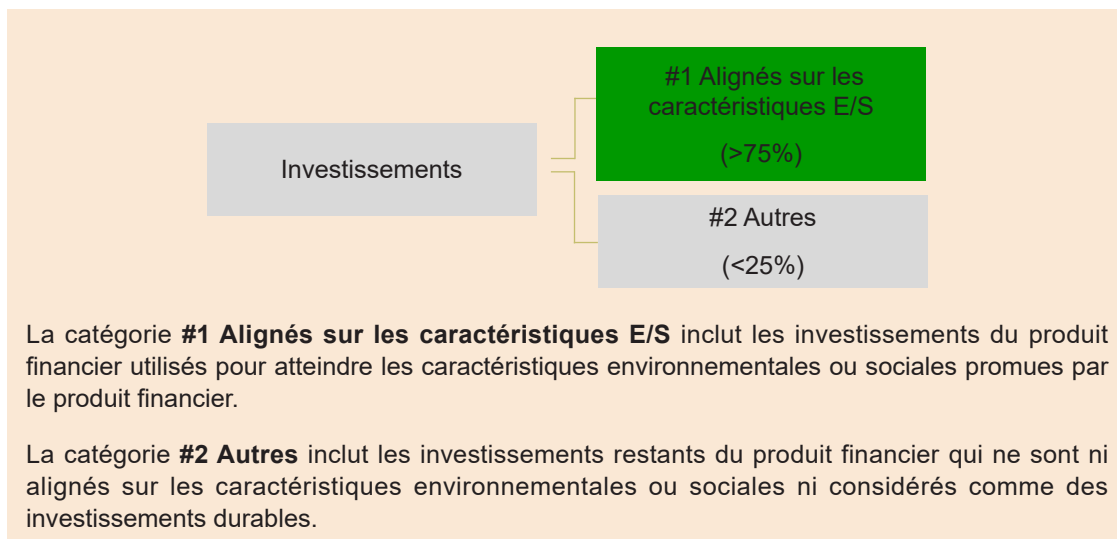 #1 Alignés sur les
caractéristiques E/S
(>75%)
Investissements
#2 Autres
(<25%)
La catégorie #1 Alignés sur les caractéristiques E/S inclut les investissements du produit
financier utilisés pour atteindre les caractéristiques environnementales ou sociales promues par
le produit financier.
La catégorie #2 Autres inclut les investissements restants du produit financier qui ne sont ni
alignés sur les caractéristiques environnementales ou sociales ni considérés comme des
investissements durables.